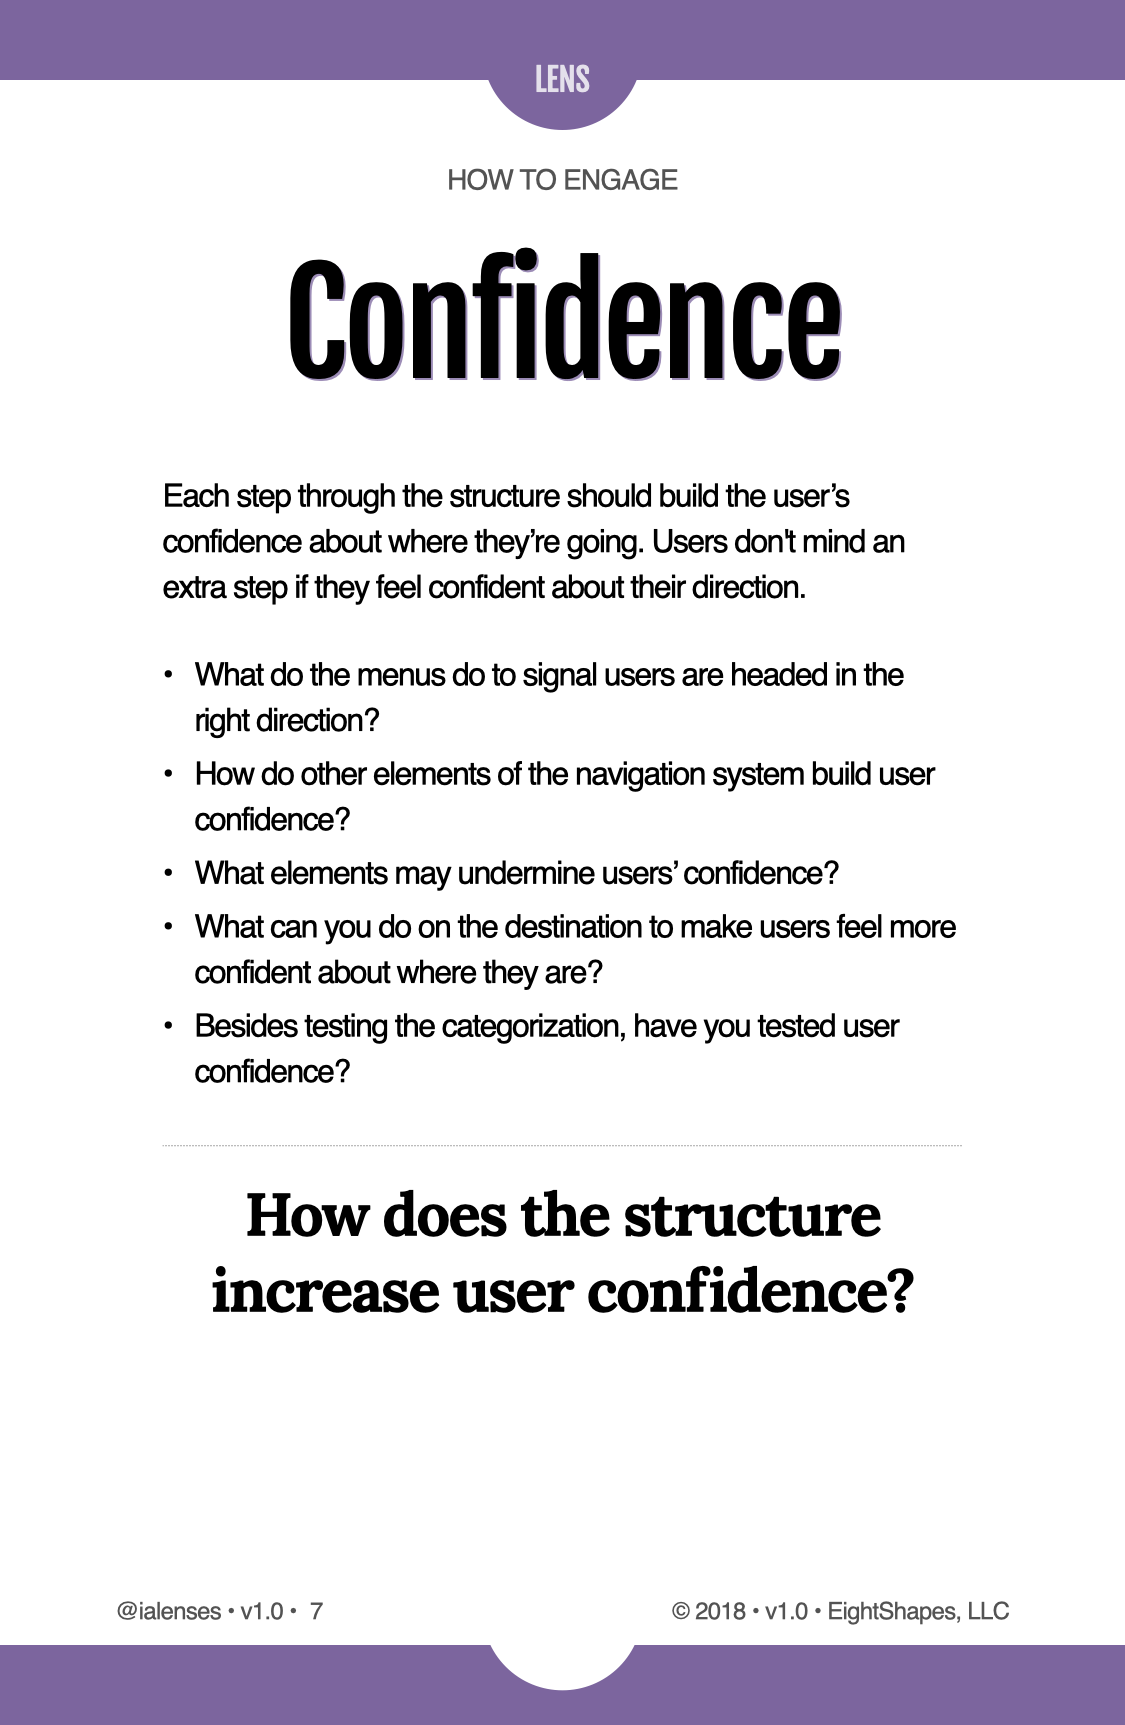 LENS
HOW TO ENGAGE
Confidence
Each step through the structure should build the user’s
confidence about where they’re going. Users don't mind an
extra step if they feel confident about their direction.
• What do the menus do to signal users are headed in the
right direction?
• How do other elements of the navigation system build user
confidence?
• What elements may undermine users’ confidence?
• What can you do on the destination to make users feel more
confident about where they are?
• Besides testing the categorization, have you tested user
confidence?
How does the structure
increase user confidence?
@ialenses • v1.0 • 7
© 2018 • v1.0 • EightShapes, LLC